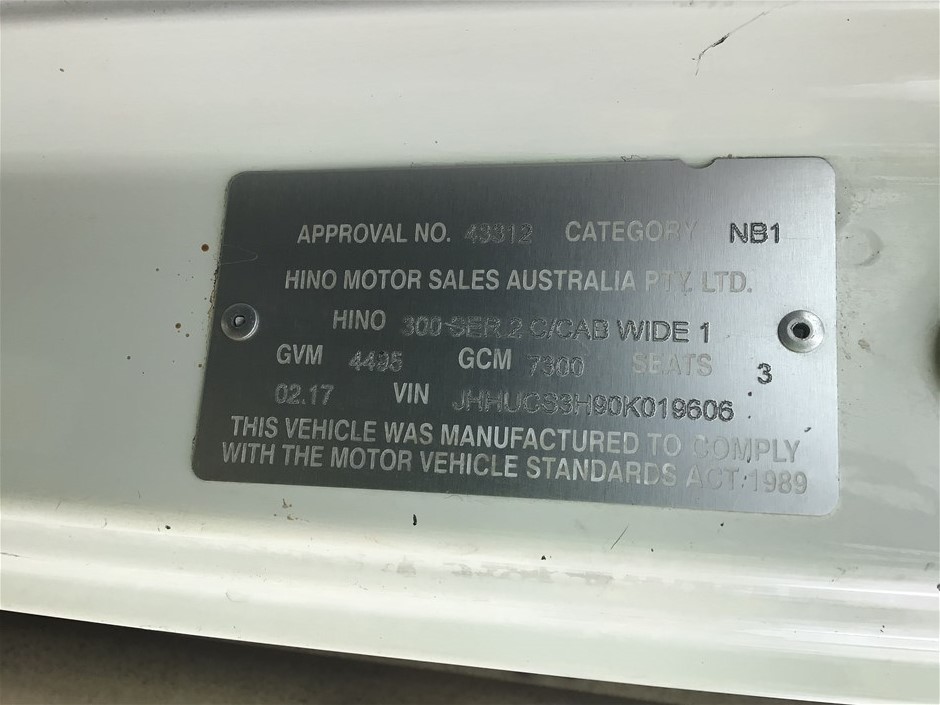 APPROVAL NO. 43312 CATEGORY NB1
HINO MOTOR SALES AUSTRALIA PTY. LTD.
HINO 300 SER 2 C/CAB WIDE 1
GVM 4495 GCM 7300 SEATS 3
02.17 VIN JHHUCS3H90K019606
THIS VEHICLE WAS MANUFACTURED TO COMPLY
WITH THE MOTOR VEHICLE STANDARDS ACT 1989